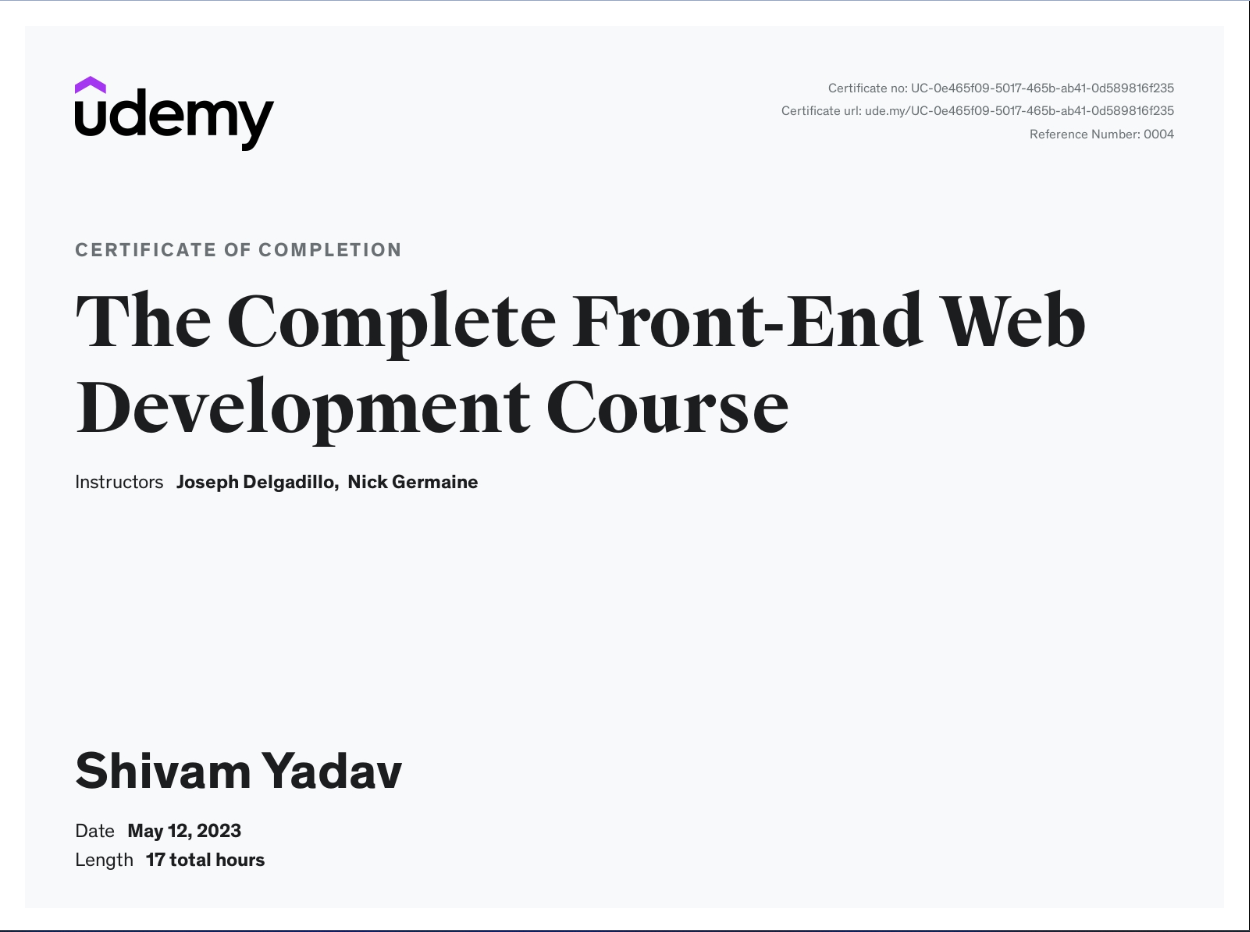 udemy
Certificate no: UC-0e465f09-5017-465b-ab41-0d589816f235
Certificate url: ude.my/UC-0e465f09-5017-465b-ab41-0d589816f235
Reference Number: 0004
CERTIFICATE OF COMPLETION
The Complete Front-End Web
Development Course
Instructors Joseph Delgadillo, Nick Germaine
Shivam Yadav
Date May 12, 2023
Length 17 total hours